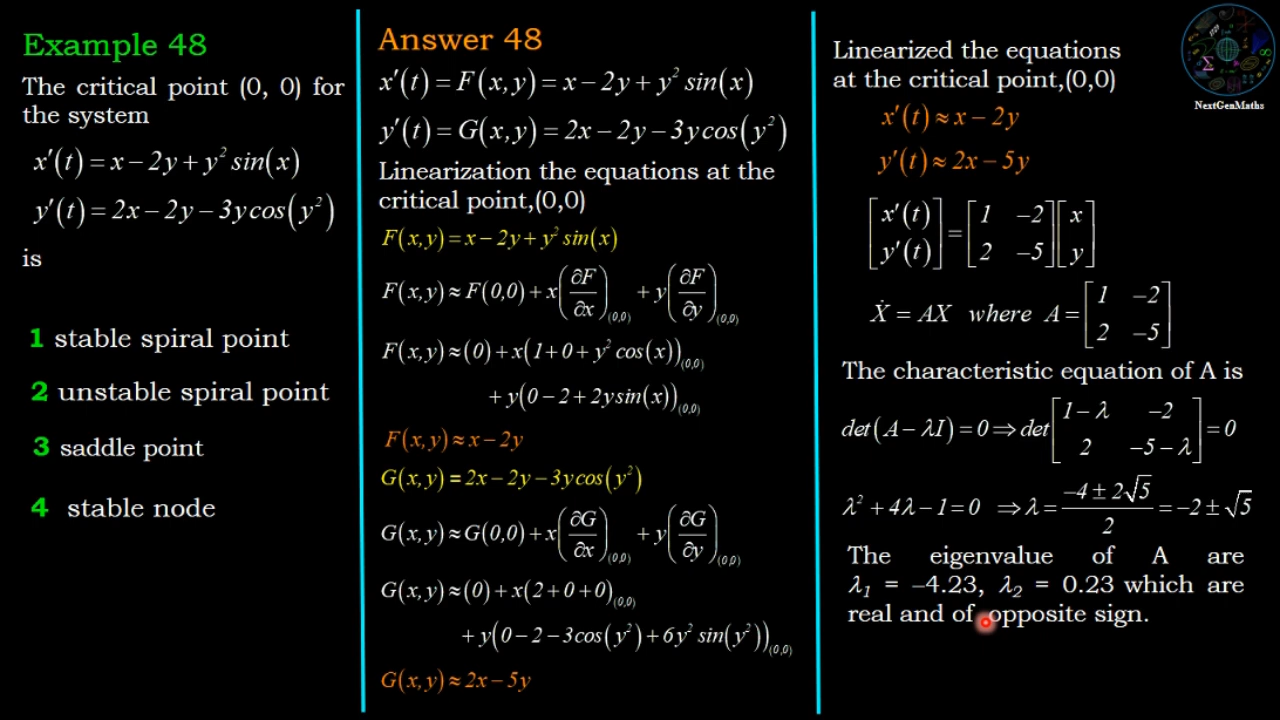 Example 48
The critical point (0, 0) for
the system
x′(t) = x − 2y + y² sin(x)
y′(t) = 2x − 2y − 3y cos(y²)
is
1 stable spiral point
2 unstable spiral point
3 saddle point
4 stable node
Answer 48
x′(t) = F(x, y) = x − 2y + y² sin(x)
y′(t) = G(x, y) = 2x − 2y − 3y cos(y²)
Linearization the equations at the
critical point,(0,0)
F(x,y) = x − 2y + y² sin(x)
F(x,y) ≈ F(0,0) + x(∂F/∂x)₍₀,₀₎ + y(∂F/∂y)₍₀,₀₎
F(x,y) ≈ (0) + x(1+0+ y² cos(x))₍₀,₀₎
+ y(0 − 2 + 2y sin(x))₍₀,₀₎
F(x,y) ≈ x − 2y
G(x,y) = 2x − 2y − 3y cos(y²)
G(x,y) ≈ G(0,0) + x(∂G/∂x)₍₀,₀₎ + y(∂G/∂y)₍₀,₀₎
G(x,y) ≈ (0) + x(2+0+0)₍₀,₀₎
+ y(0 − 2 − 3cos(y²) + 6y² sin(y²))₍₀,₀₎
G(x,y) ≈ 2x − 5y
Linearized the equations
at the critical point,(0,0)
x′(t) ≈ x − 2y
y′(t) ≈ 2x − 5y
[x′(t) ; y′(t)] = [1 −2 ; 2 −5] [x ; y]
Ẋ = AX where A = [1 −2 ; 2 −5]
The characteristic equation of A is
det(A − λI) = 0 ⇒ det[1 − λ −2 ; 2 −5 − λ] = 0
λ² + 4λ − 1 = 0 ⇒ λ = (−4 ± 2√5)/2 = −2 ± √5
The eigenvalue of A are
λ₁ = −4.23, λ₂ = 0.23 which are
real and of opposite sign.
NextGenMaths